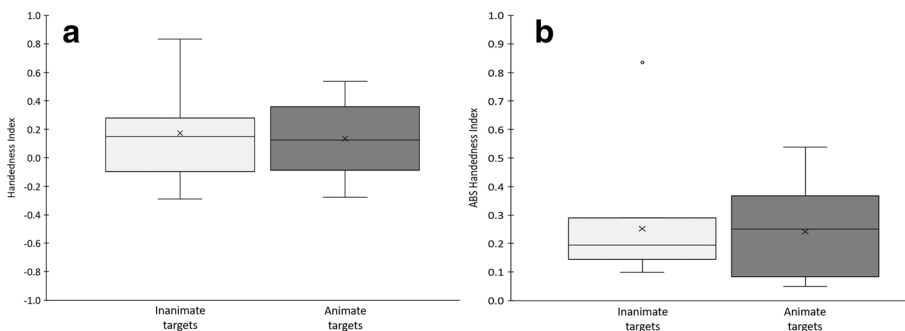 a
1.0
0.8
0.6
0.4
0.2
0.0
-0.2
-0.4
-0.6
-0.8
-1.0
Handedness Index
Inanimate
targets
Animate
targets
b
1.0
0.9
0.8
0.7
0.6
0.5
0.4
0.3
0.2
0.1
0.0
ABS Handedness Index
Inanimate
targets
Animate
targets